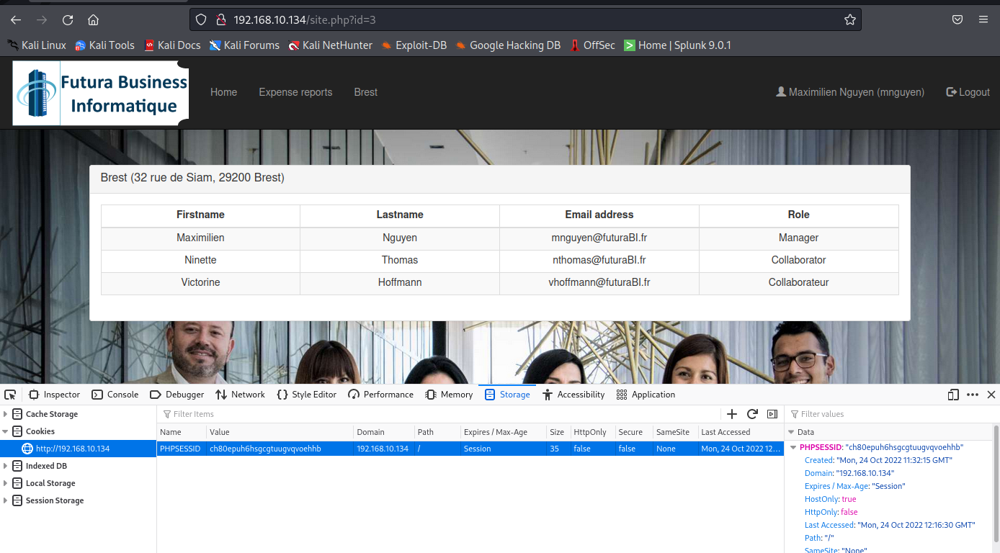 192.168.10.134/site.php?id=3
Kali Linux Kali Tools Kali Docs Kali Forums Kali NetHunter Exploit-DB Google Hacking DB OffSec Home | Splunk 9.0.1
Futura Business
Informatique
Home Expense reports Brest Maximilien Nguyen (mnguyen) Logout
Brest (32 rue de Siam, 29200 Brest)
Firstname Lastname Email address Role
Maximilien Nguyen mnguyen@futuraBI.fr Manager
Ninette Thomas nthomas@futuraBI.fr Collaborator
Victorine Hoffmann vhoffmann@futuraBI.fr Collaborateur
Inspector Console Debugger Network Style Editor Performance Memory Storage Accessibility Application
Cache Storage
Cookies
http://192.168.10.134
Indexed DB
Local Storage
Session Storage
Filter Items
Name Value Domain Path Expires / Max-Age Size HttpOnly Secure SameSite Last Accessed
PHPSESSID ch80epuh6hsgcgtuugvqvoehhb 192.168.10.134 / Session 35 false false None Mon, 24 Oct 2022 12...
Filter values
Data
PHPSESSID: "ch80epuh6hsgcgtuugvqvoehhb"
Created: "Mon, 24 Oct 2022 11:32:15 GMT"
Domain: "192.168.10.134"
Expires / Max-Age: "Session"
HostOnly: true
HttpOnly: false
Last Accessed: "Mon, 24 Oct 2022 12:16:30 GMT"
Path: "/"
SameSite: "None"